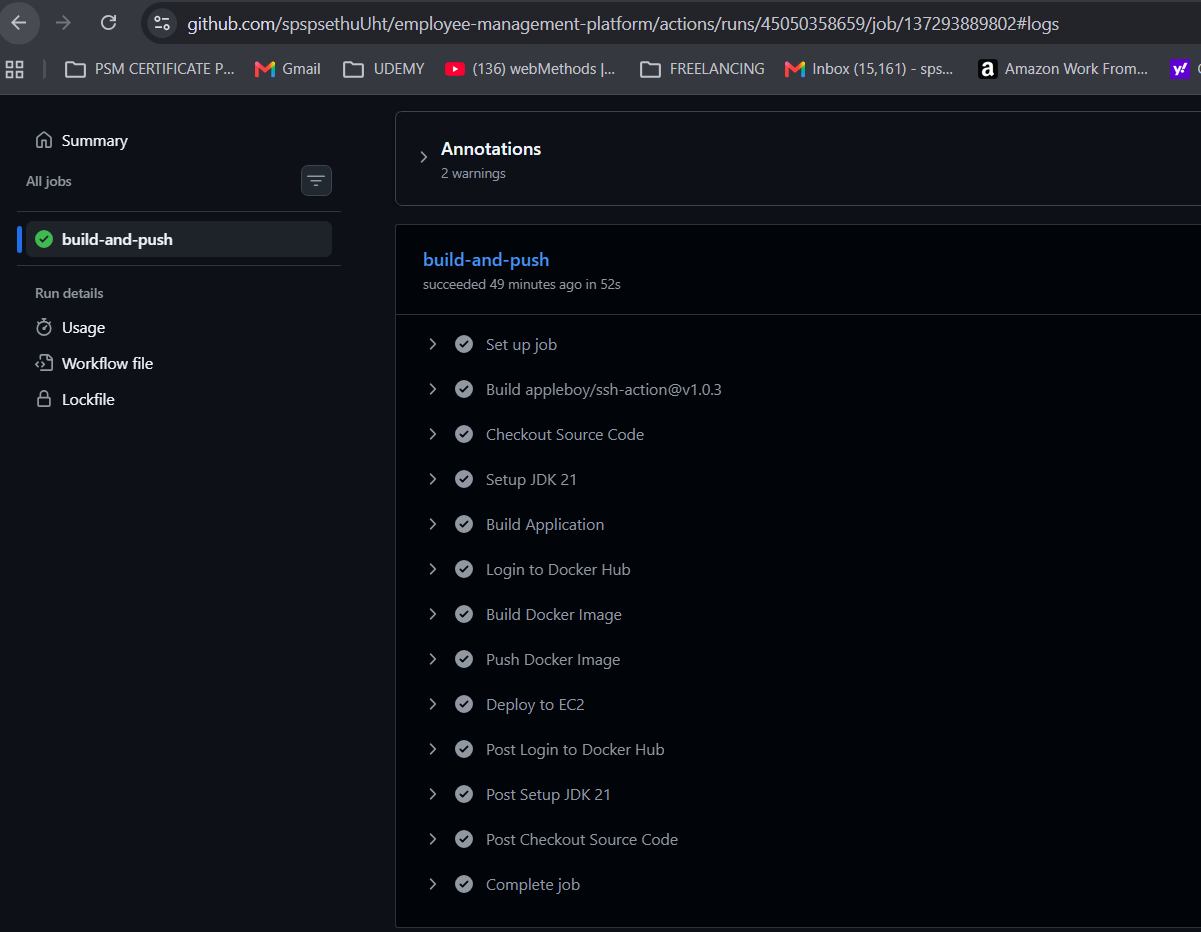 github.com/spspsethuUht/employee-management-platform/actions/runs/45050358659/job/137293889802#logs
PSM CERTIFICATE P... Gmail UDEMY (136) webMethods |... FREELANCING Inbox (15,161) - sps... a Amazon Work From... y!
Summary
All jobs
build-and-push
Run details
Usage
Workflow file
Lockfile
Annotations
2 warnings
build-and-push
succeeded 49 minutes ago in 52s
Set up job
Build appleboy/ssh-action@v1.0.3
Checkout Source Code
Setup JDK 21
Build Application
Login to Docker Hub
Build Docker Image
Push Docker Image
Deploy to EC2
Post Login to Docker Hub
Post Setup JDK 21
Post Checkout Source Code
Complete job